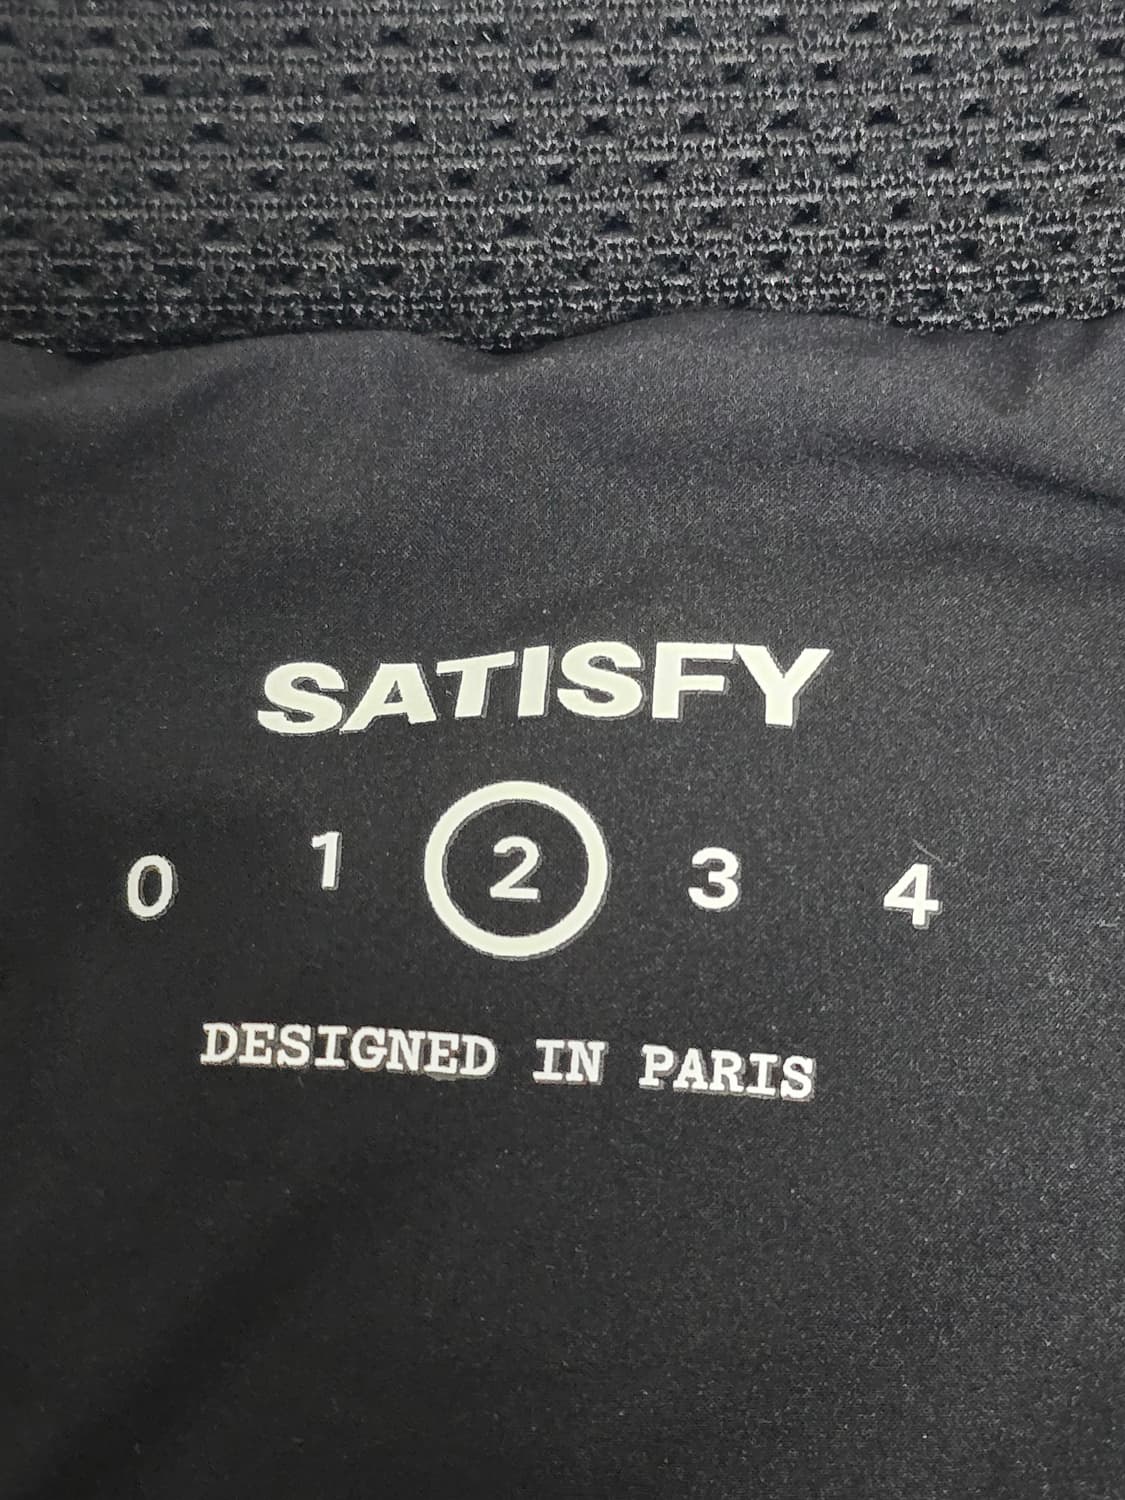 SATISFY
0 1 2 3 4
DESIGNED IN PARIS